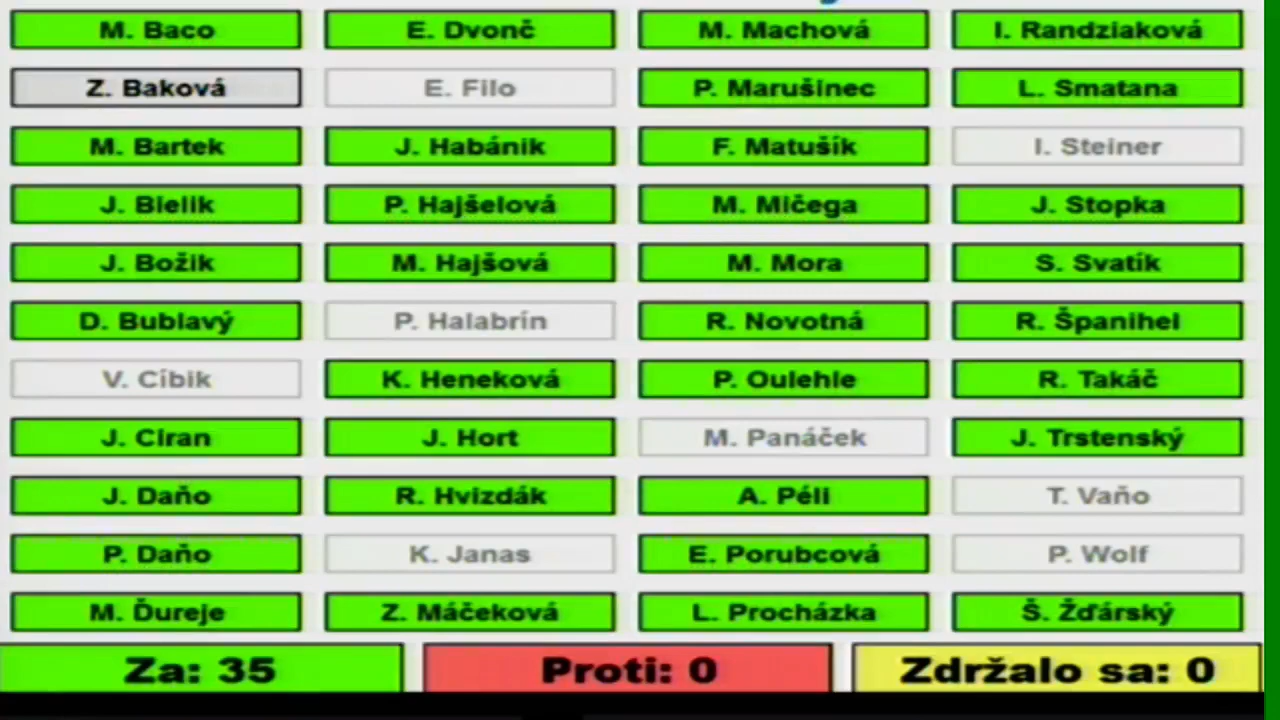 M. Baco E. Dvonč M. Machová I. Randziaková
Z. Baková E. Filo P. Marušinec L. Smatana
M. Bartek J. Habánik F. Matušík I. Steiner
J. Bielik P. Hajšelová M. Mičega J. Stopka
J. Božik M. Hajšová M. Mora S. Svatík
D. Bublavý P. Halabrín R. Novotná R. Španihel
V. Cíbik K. Heneková P. Oulehle R. Takáč
J. Ciran J. Hort M. Panáček J. Trstenský
J. Daňo R. Hvizdák A. Péli T. Vaňo
P. Daňo K. Janas E. Porubcová P. Wolf
M. Ďureje Z. Máčeková L. Procházka Š. Žďárský
Za: 35 Proti: 0 Zdržalo sa: 0